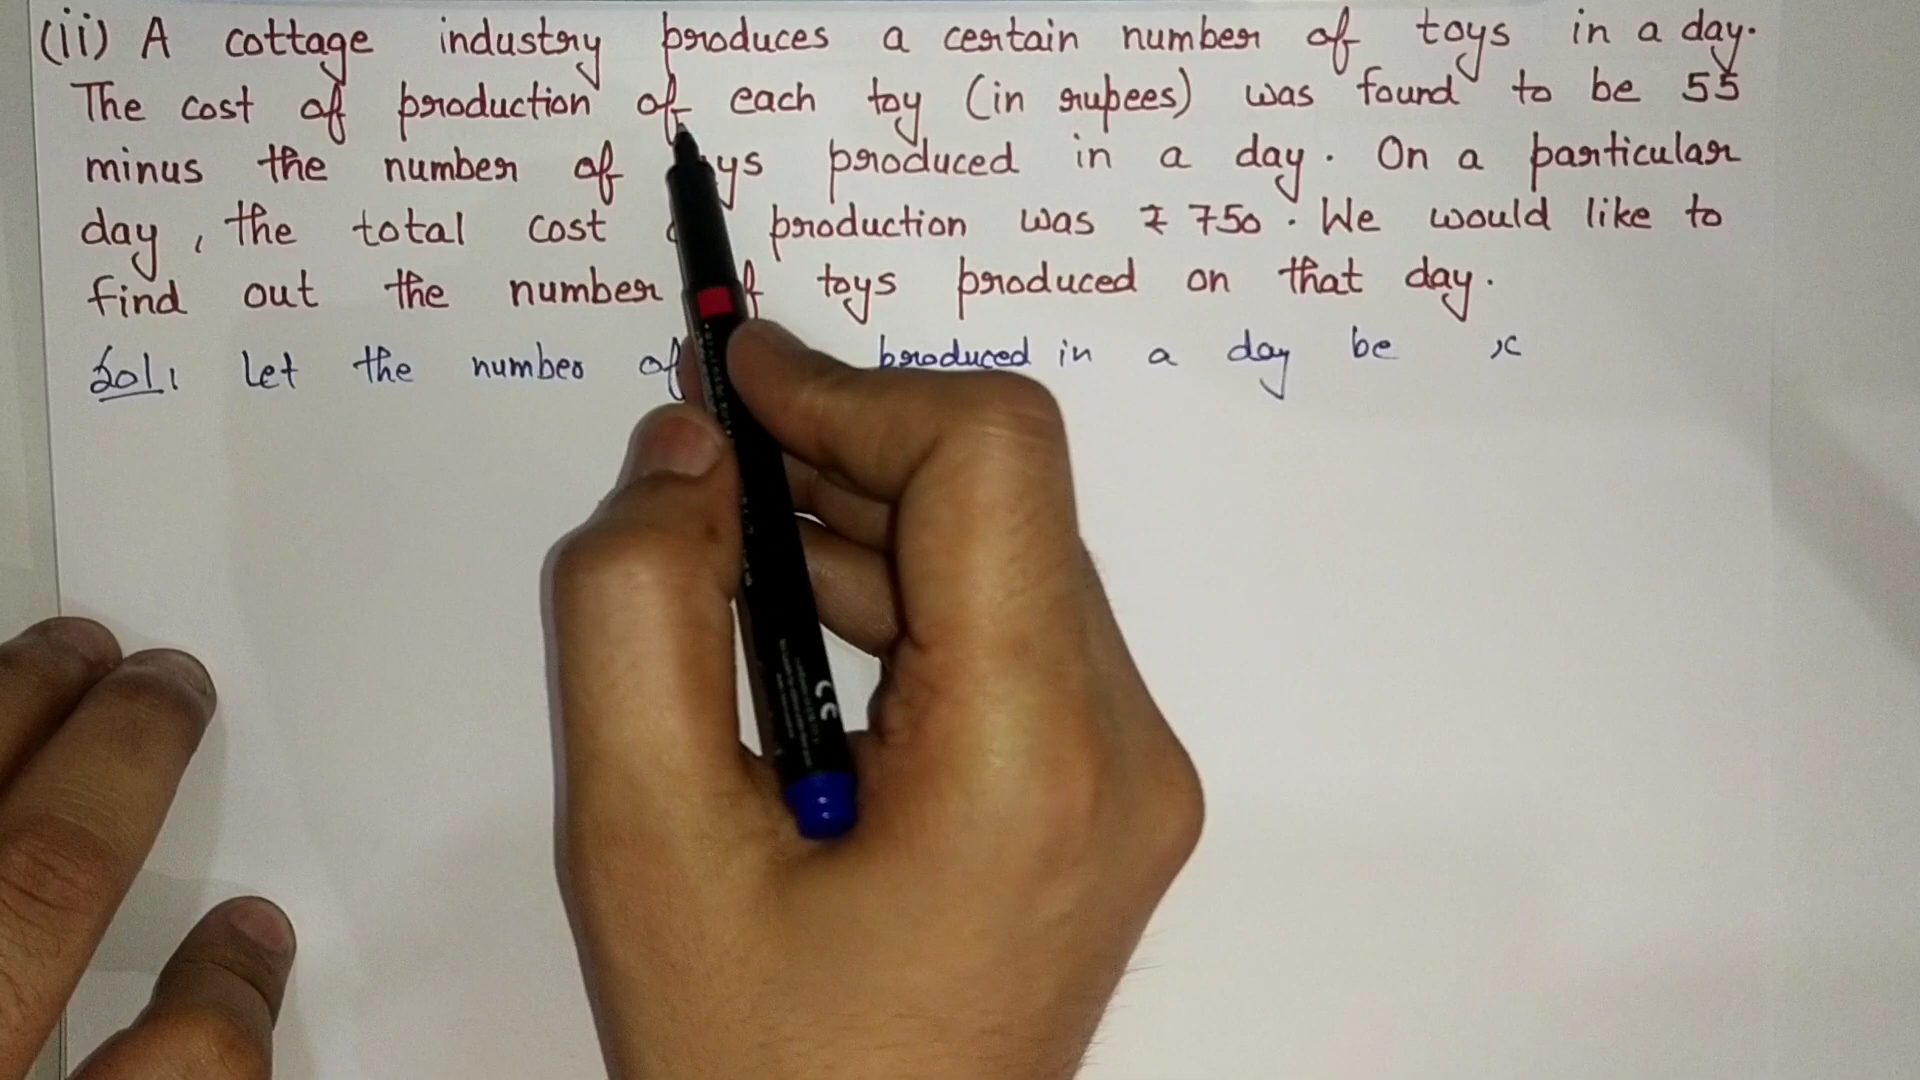 (ii) A cottage industry produces a certain number of toys in a day.
The cost of production of each toy (in rupees) was found to be 55
minus the number of ys produced in a day. On a particular
day, the total cost production was ₹ 750. We would like to
find out the number of toys produced on that day.
Sol. Let the number of produced in a day be x
CE